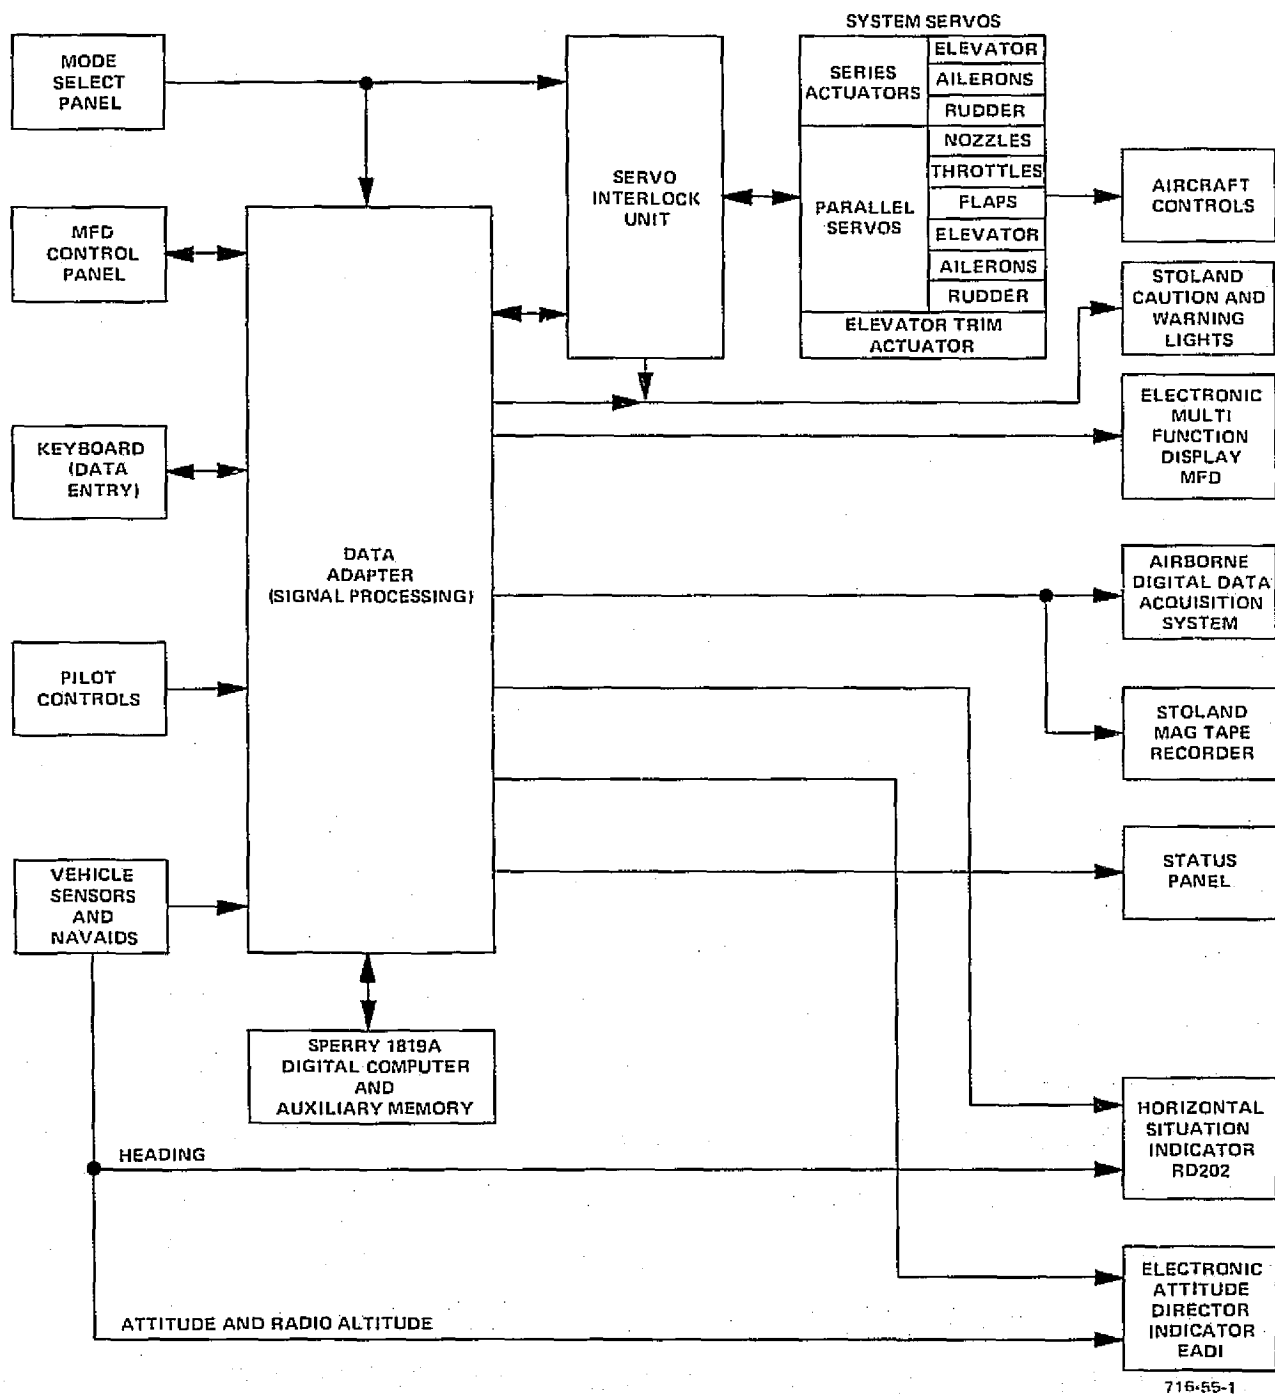 SYSTEM SERVOS
MODE
SELECT
PANEL
SERIES
ACTUATORS
ELEVATOR
AILERONS
RUDDER
SERVO
INTERLOCK
UNIT
PARALLEL
SERVOS
NOZZLES
THROTTLES
FLAPS
ELEVATOR
AILERONS
RUDDER
ELEVATOR TRIM
ACTUATOR
AIRCRAFT
CONTROLS
MFD
CONTROL
PANEL
STOLAND
CAUTION AND
WARNING
LIGHTS
ELECTRONIC
MULTI
FUNCTION
DISPLAY
MFD
KEYBOARD
(DATA
ENTRY)
DATA
ADAPTER
(SIGNAL PROCESSING)
AIRBORNE
DIGITAL DATA
ACQUISITION
SYSTEM
PILOT
CONTROLS
STOLAND
MAG TAPE
RECORDER
VEHICLE
SENSORS
AND
NAVAIDS
STATUS
PANEL
SPERRY 1819A
DIGITAL COMPUTER
AND
AUXILIARY MEMORY
HEADING
HORIZONTAL
SITUATION
INDICATOR
RD202
ATTITUDE AND RADIO ALTITUDE
ELECTRONIC
ATTITUDE
DIRECTOR
INDICATOR
EADI
716-55-1